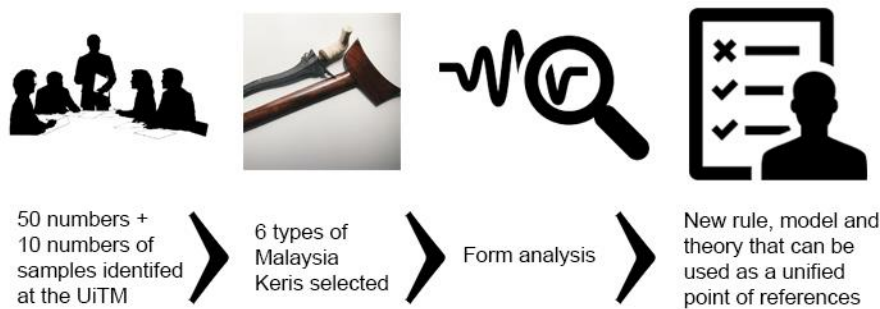 50 numbers +
10 numbers of
samples identifed
at the UiTM
6 types of
Malaysia
Keris selected
Form analysis
New rule, model and
theory that can be
used as a unified
point of references